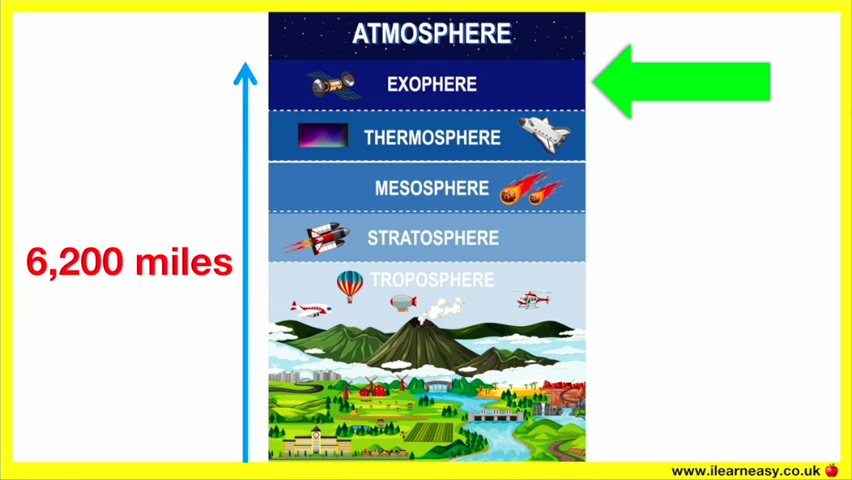 ATMOSPHERE
EXOPHERE
THERMOSPHERE
MESOSPHERE
STRATOSPHERE
6,200 miles
TROPOSPHERE
www.ilearneasy.co.uk